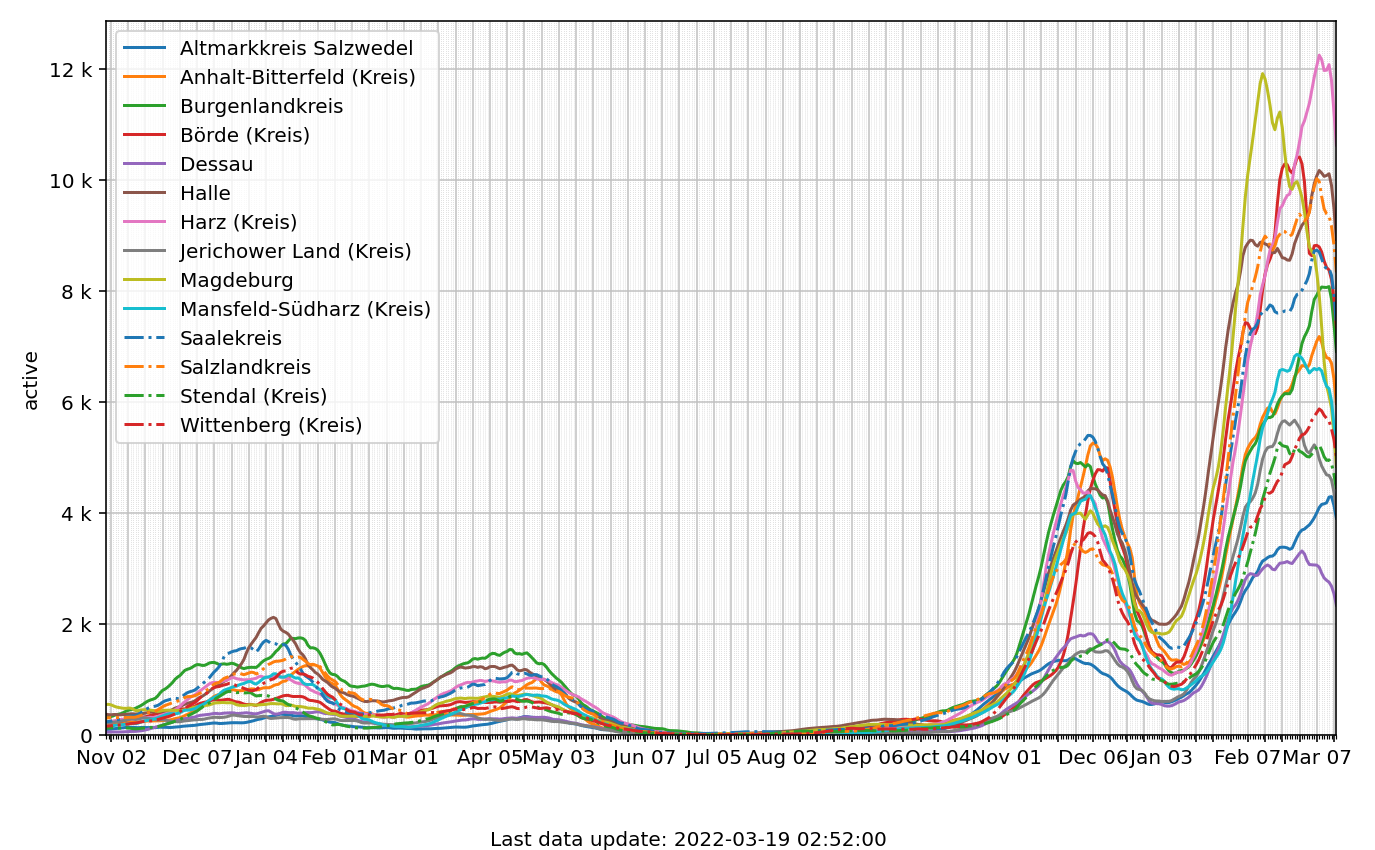 12 k
10 k
8 k
6 k
4 k
2 k
0
active
Altmarkkreis Salzwedel
Anhalt-Bitterfeld (Kreis)
Burgenlandkreis
Börde (Kreis)
Dessau
Halle
Harz (Kreis)
Jerichower Land (Kreis)
Magdeburg
Mansfeld-Südharz (Kreis)
Saalekreis
Salzlandkreis
Stendal (Kreis)
Wittenberg (Kreis)
Nov 02 Dec 07 Jan 04 Feb 01 Mar 01 Apr 05 May 03 Jun 07 Jul 05 Aug 02 Sep 06 Oct 04 Nov 01 Dec 06 Jan 03 Feb 07 Mar 07
Last data update: 2022-03-19 02:52:00